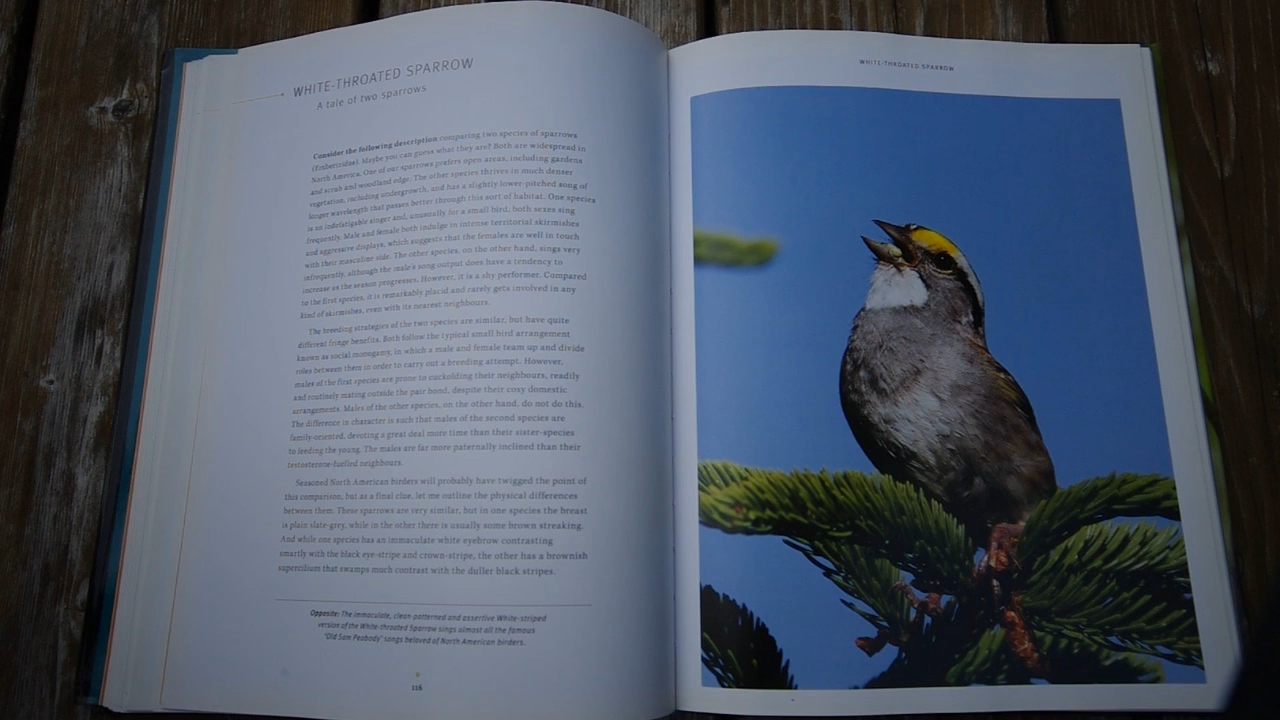 WHITE-THROATED SPARROW
A tale of two sparrows
Consider the following description comparing two species of sparrows
(Emberizidae). Maybe you can guess what they are? Both are widespread in
North America. One of our sparrows prefers open areas, including gardens
and scrub and woodland edge. The other species thrives in much denser
vegetation, including undergrowth, and has a slightly lower-pitched song of
longer wavelength that passes better through this sort of habitat. One species
is an indefatigable singer and, unusually for a small bird, both sexes sing
frequently. Male and female both indulge in intense territorial skirmishes
and aggressive displays, which suggests that the females are well in touch
with their masculine side. The other species, on the other hand, sings very
infrequently, although the male's song output does have a tendency to
increase as the season progresses. However, it is a shy performer. Compared
to the first species, it is remarkably placid and rarely gets involved in any
kind of skirmishes, even with its nearest neighbours.
The breeding strategies of the two species are similar, but have quite
different fringe benefits. Both follow the typical small bird arrangement
known as social monogamy, in which a male and female team up and divide
roles between them in order to carry out a breeding attempt. However,
males of the first species are prone to cuckolding their neighbours, readily
and routinely mating outside the pair bond, despite their cosy domestic
arrangements. Males of the other species, on the other hand, do not do this.
The difference in character is such that males of the second species are
family-oriented, devoting a great deal more time than their sister-species
to feeding the young. The males are far more paternally inclined than their
testosterone-fuelled neighbours.
Seasoned North American birders will probably have twigged the point of
this comparison, but as a final clue, let me outline the physical differences
between them. These sparrows are very similar, but in one species the breast
is plain slate-grey, while in the other there is usually some brown streaking.
And while one species has an immaculate white eyebrow contrasting
smartly with the black eye-stripe and crown-stripe, the other has a brownish
supercilium that swamps much contrast with the duller black stripes.
Opposite: The immaculate, clean-patterned and assertive White-striped
version of the White-throated Sparrow sings almost all the famous
'Old Sam Peabody' songs beloved of North American birders.
116
WHITE-THROATED SPARROW